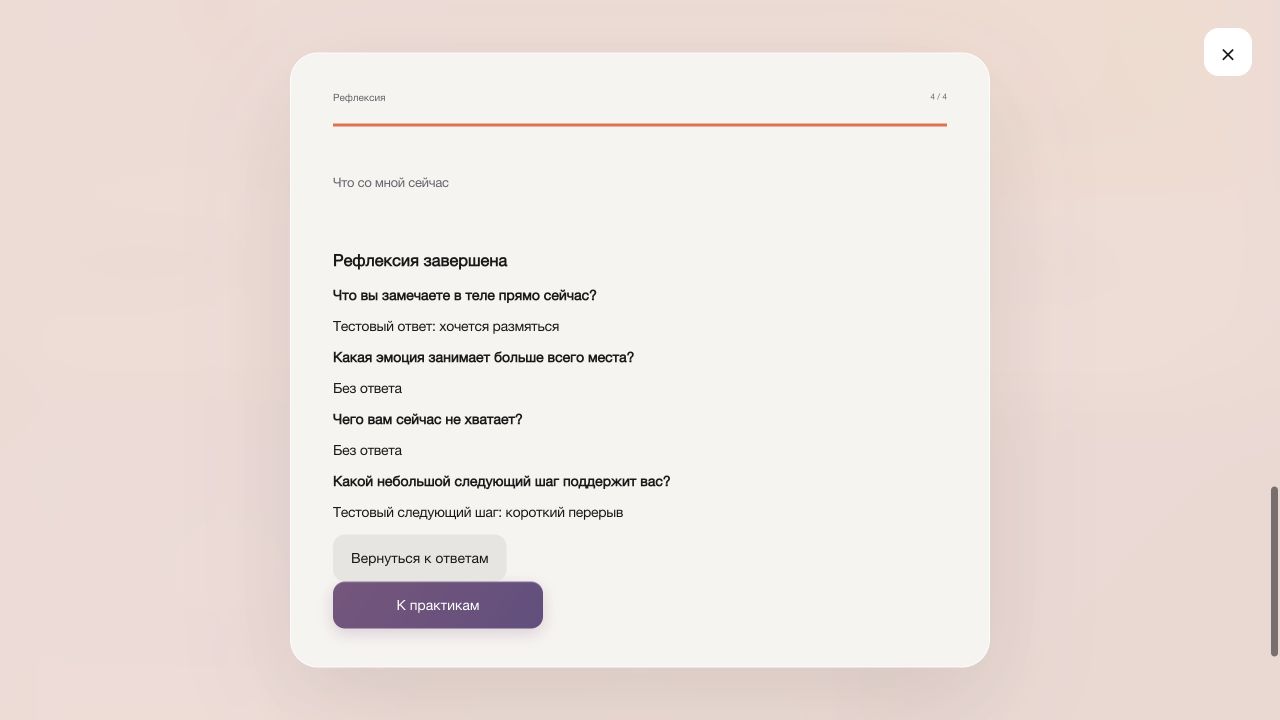 Рефлексия
4 / 4
Что со мной сейчас
Рефлексия завершена
Что вы замечаете в теле прямо сейчас?
Тестовый ответ: хочется размяться
Какая эмоция занимает больше всего места?
Без ответа
Чего вам сейчас не хватает?
Без ответа
Какой небольшой следующий шаг поддержит вас?
Тестовый следующий шаг: короткий перерыв
Вернуться к ответам
К практикам